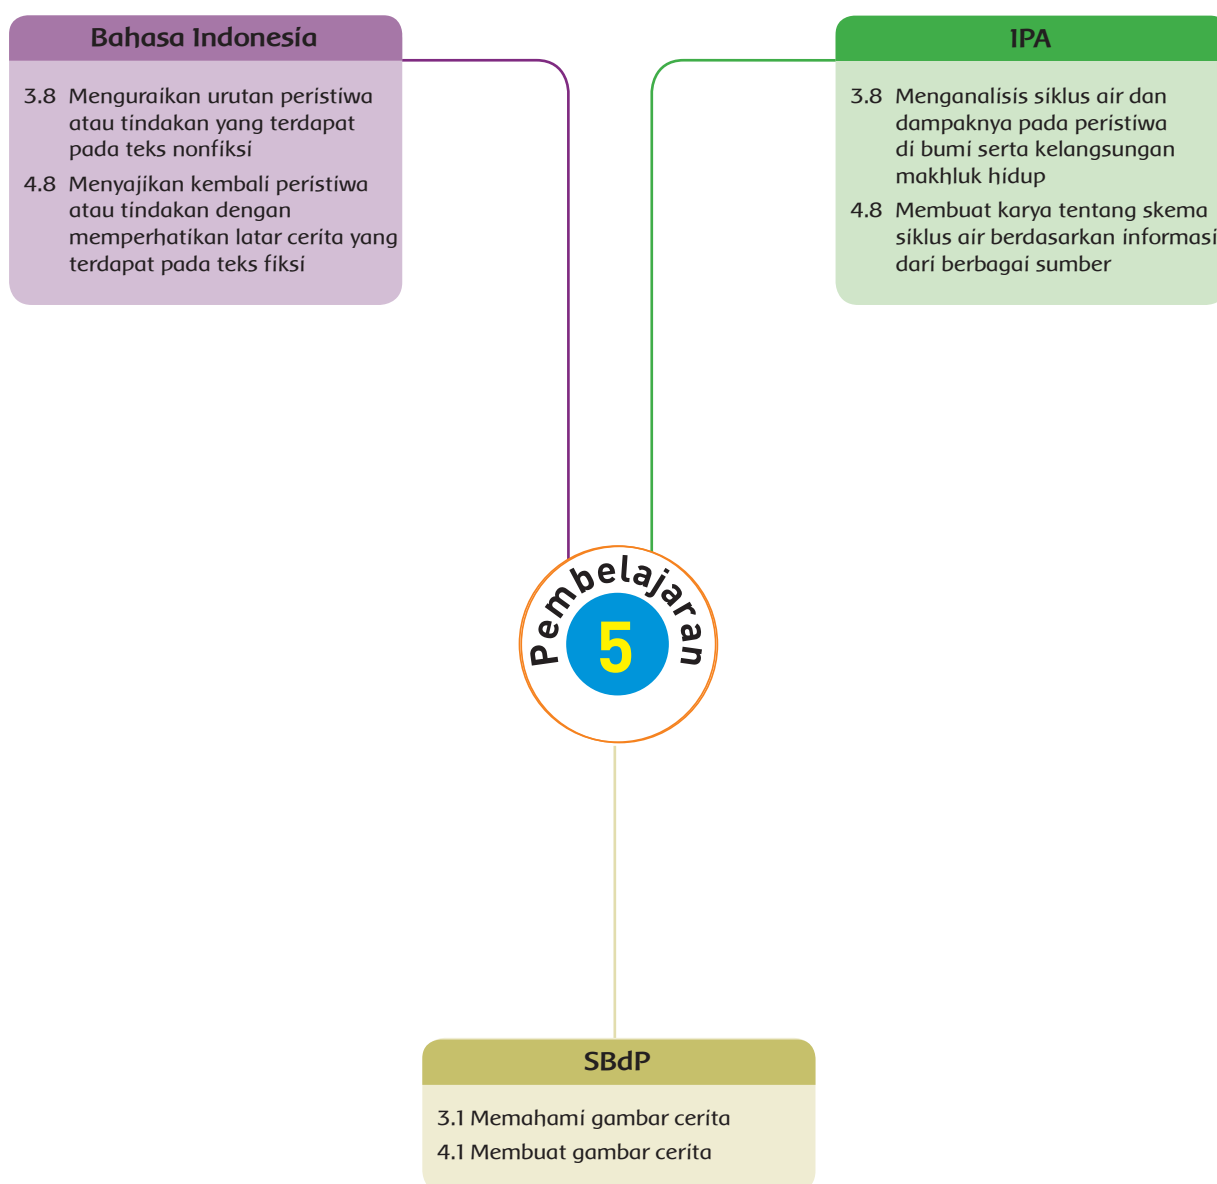 Bahasa Indonesia
3.8 Menguraikan urutan peristiwa
atau tindakan yang terdapat
pada teks nonfiksi
4.8 Menyajikan kembali peristiwa
atau tindakan dengan
memperhatikan latar cerita yang
terdapat pada teks fiksi
IPA
3.8 Menganalisis siklus air dan
dampaknya pada peristiwa
di bumi serta kelangsungan
makhluk hidup
4.8 Membuat karya tentang skema
siklus air berdasarkan informasi
dari berbagai sumber
Pembelajaran
5
SBdP
3.1 Memahami gambar cerita
4.1 Membuat gambar cerita